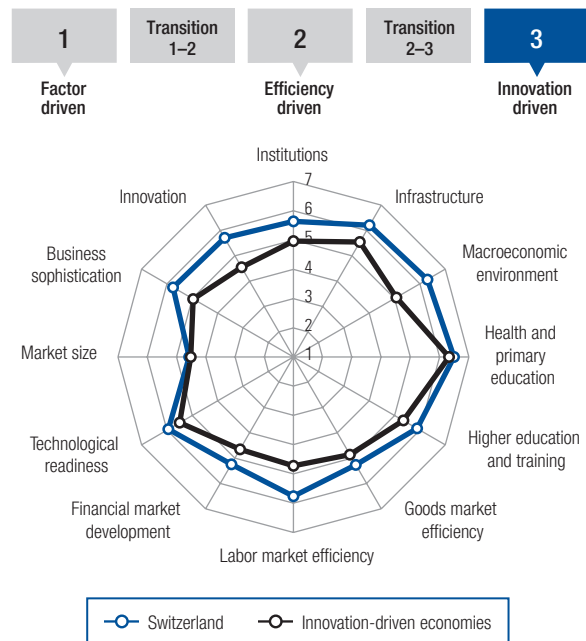 1
Transition
1–2
2
Transition
2–3
3
Factor
driven
Efficiency
driven
Innovation
driven
Institutions
Infrastructure
Macroeconomic
environment
Health and
primary
education
Higher education
and training
Goods market
efficiency
Labor market efficiency
Financial market
development
Technological
readiness
Market size
Business
sophistication
Innovation
7
6
5
4
3
2
1
Switzerland
Innovation-driven economies